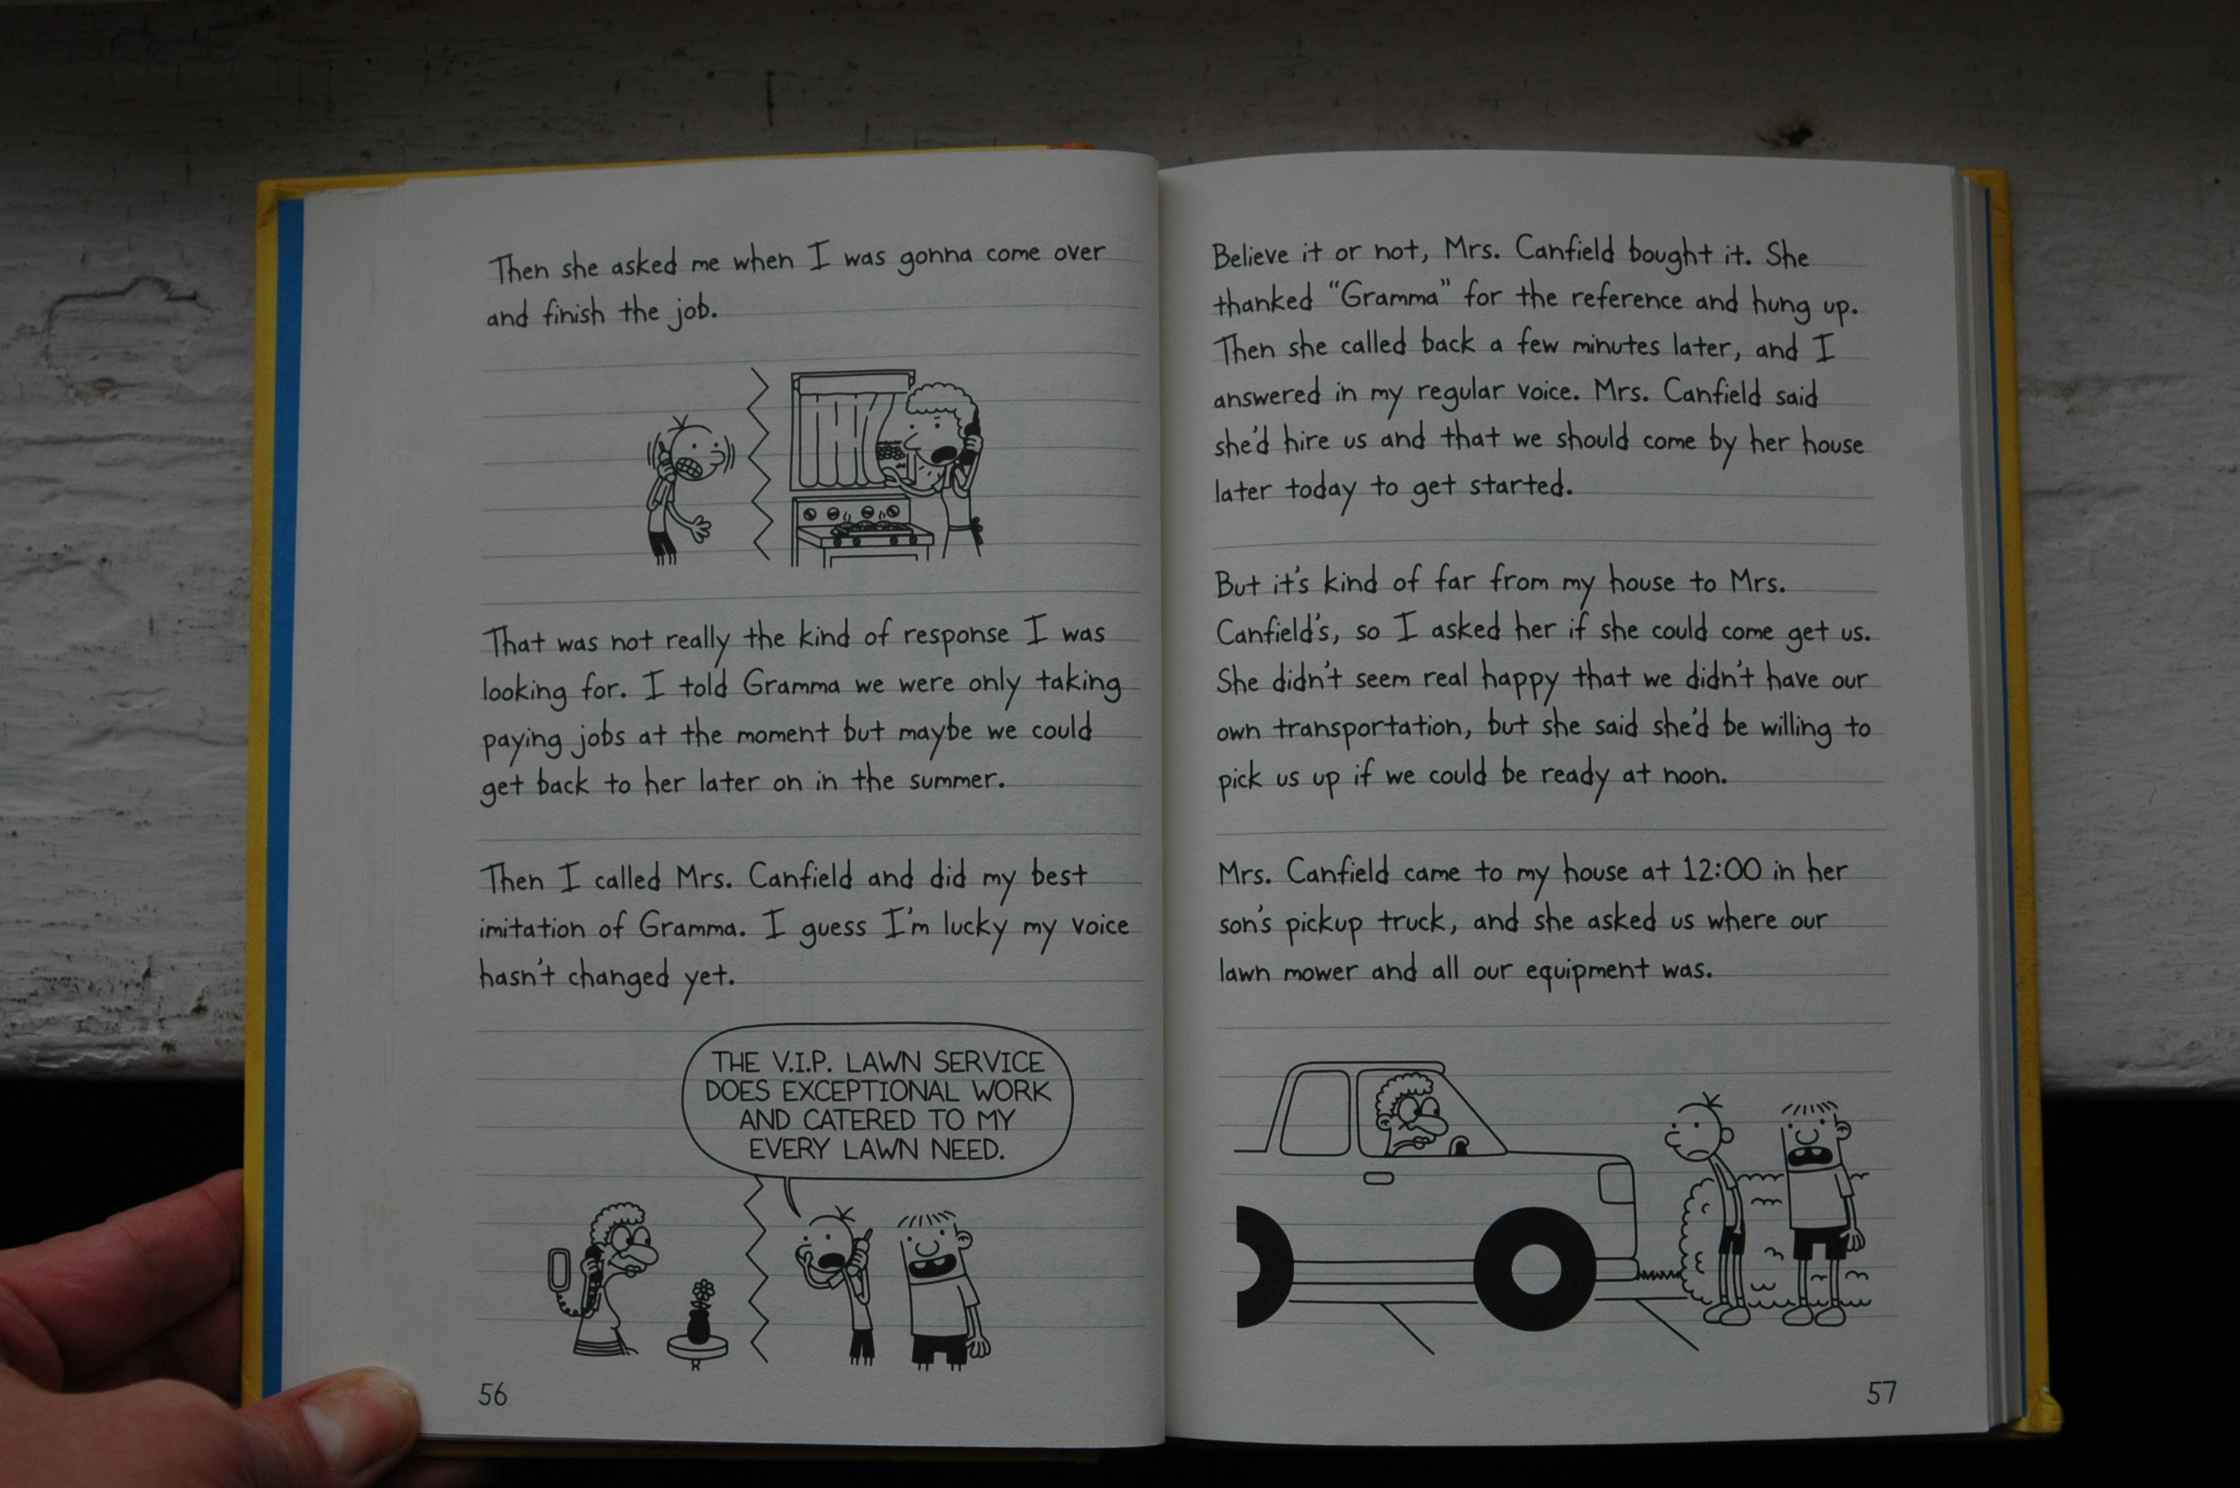 Then she asked me when I was gonna come over
and finish the job.
That was not really the kind of response I was
looking for. I told Gramma we were only taking
paying jobs at the moment but maybe we could
get back to her later on in the summer.
Then I called Mrs. Canfield and did my best
imitation of Gramma. I guess I'm lucky my voice
hasn't changed yet.
THE V.I.P. LAWN SERVICE
DOES EXCEPTIONAL WORK
AND CATERED TO MY
EVERY LAWN NEED.
56
Believe it or not, Mrs. Canfield bought it. She
thanked "Gramma" for the reference and hung up.
Then she called back a few minutes later, and I
answered in my regular voice. Mrs. Canfield said
she'd hire us and that we should come by her house
later today to get started.
But it's kind of far from my house to Mrs.
Canfield's, so I asked her if she could come get us.
She didn't seem real happy that we didn't have our
own transportation, but she said she'd be willing to
pick us up if we could be ready at noon.
Mrs. Canfield came to my house at 12:00 in her
son's pickup truck, and she asked us where our
lawn mower and all our equipment was.
57